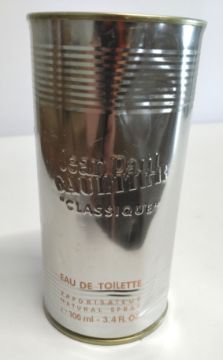 Jean Paul
GAULTIER
"CLASSIQUE"
EAU DE TOILETTE
VAPORISATEUR
NATURAL SPRAY
100 ml - 3.4 FL. OZ